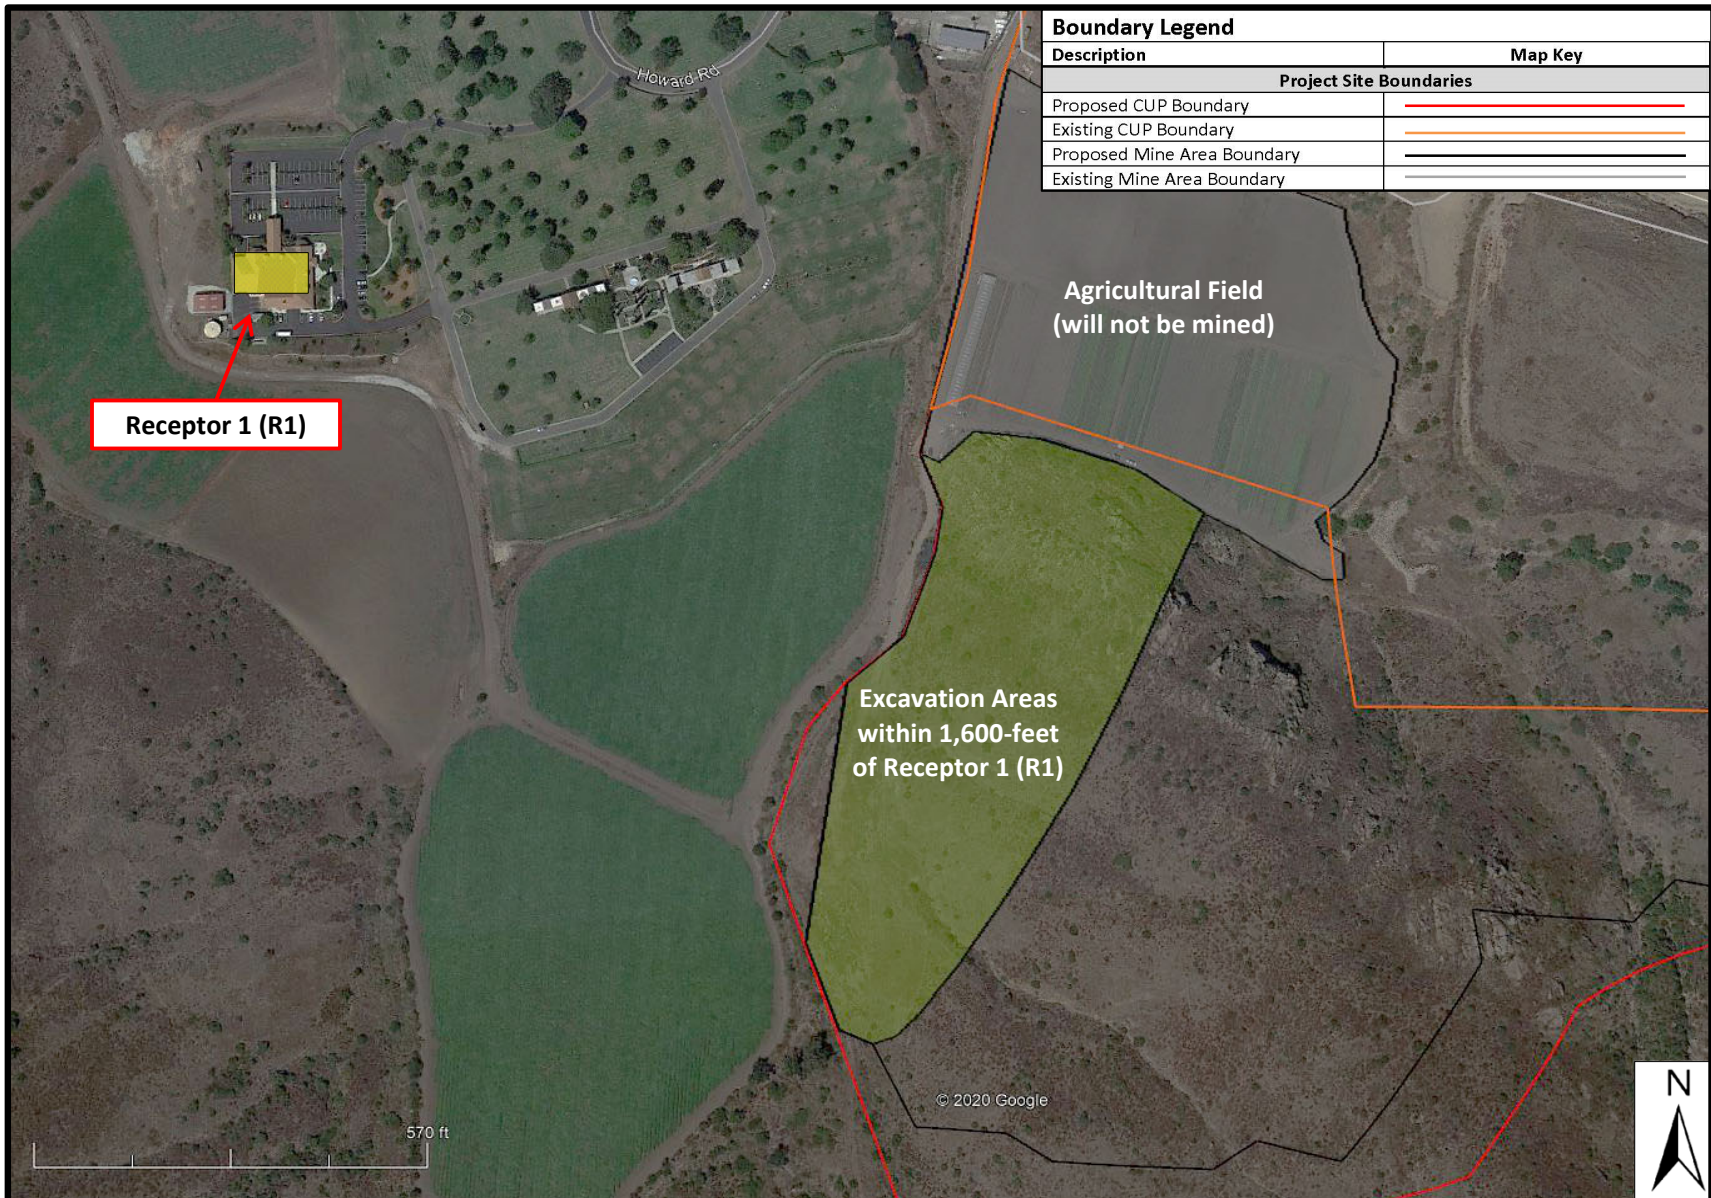 Boundary Legend
Description Map Key
Project Site Boundaries
Proposed CUP Boundary
Existing CUP Boundary
Proposed Mine Area Boundary
Existing Mine Area Boundary
Howard Rd
Agricultural Field
(will not be mined)
Receptor 1 (R1)
Excavation Areas
within 1,600-feet
of Receptor 1 (R1)
© 2020 Google
570 ft
N